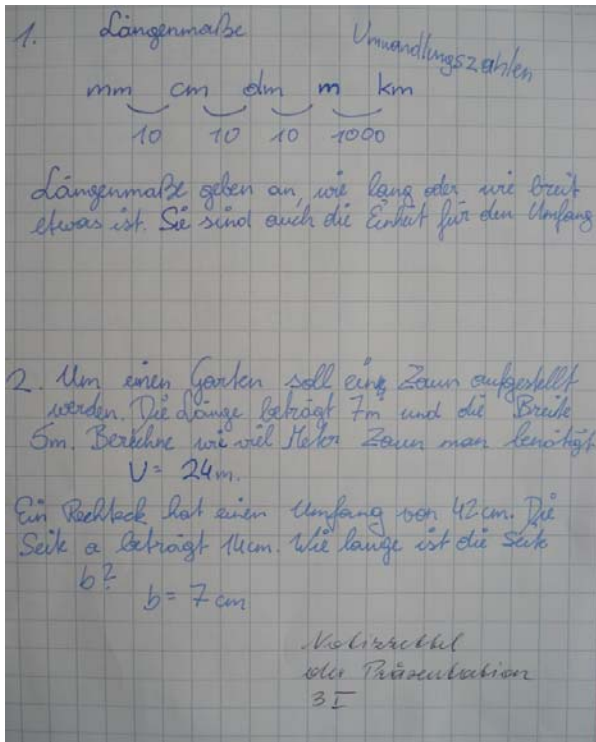 1. Längenmaße Umwandlungszahlen
mm cm dm m km
10 10 10 1000
Längenmaße geben an, wie lang oder wie breit
etwas ist. Sie sind auch die Einheit für den Umfang
2. Um einen Garten soll ein Zaun aufgestellt
werden. Die Länge beträgt 7m und die Breite
5m. Berechne wie viel Meter Zaun man benötigt
U = 24m.
Ein Rechteck hat einen Umfang von 42cm. Die
Seite a beträgt 14cm. Wie lange ist die Seite
b?
b = 7 cm
Notizzettel
der Präsentation
3 I